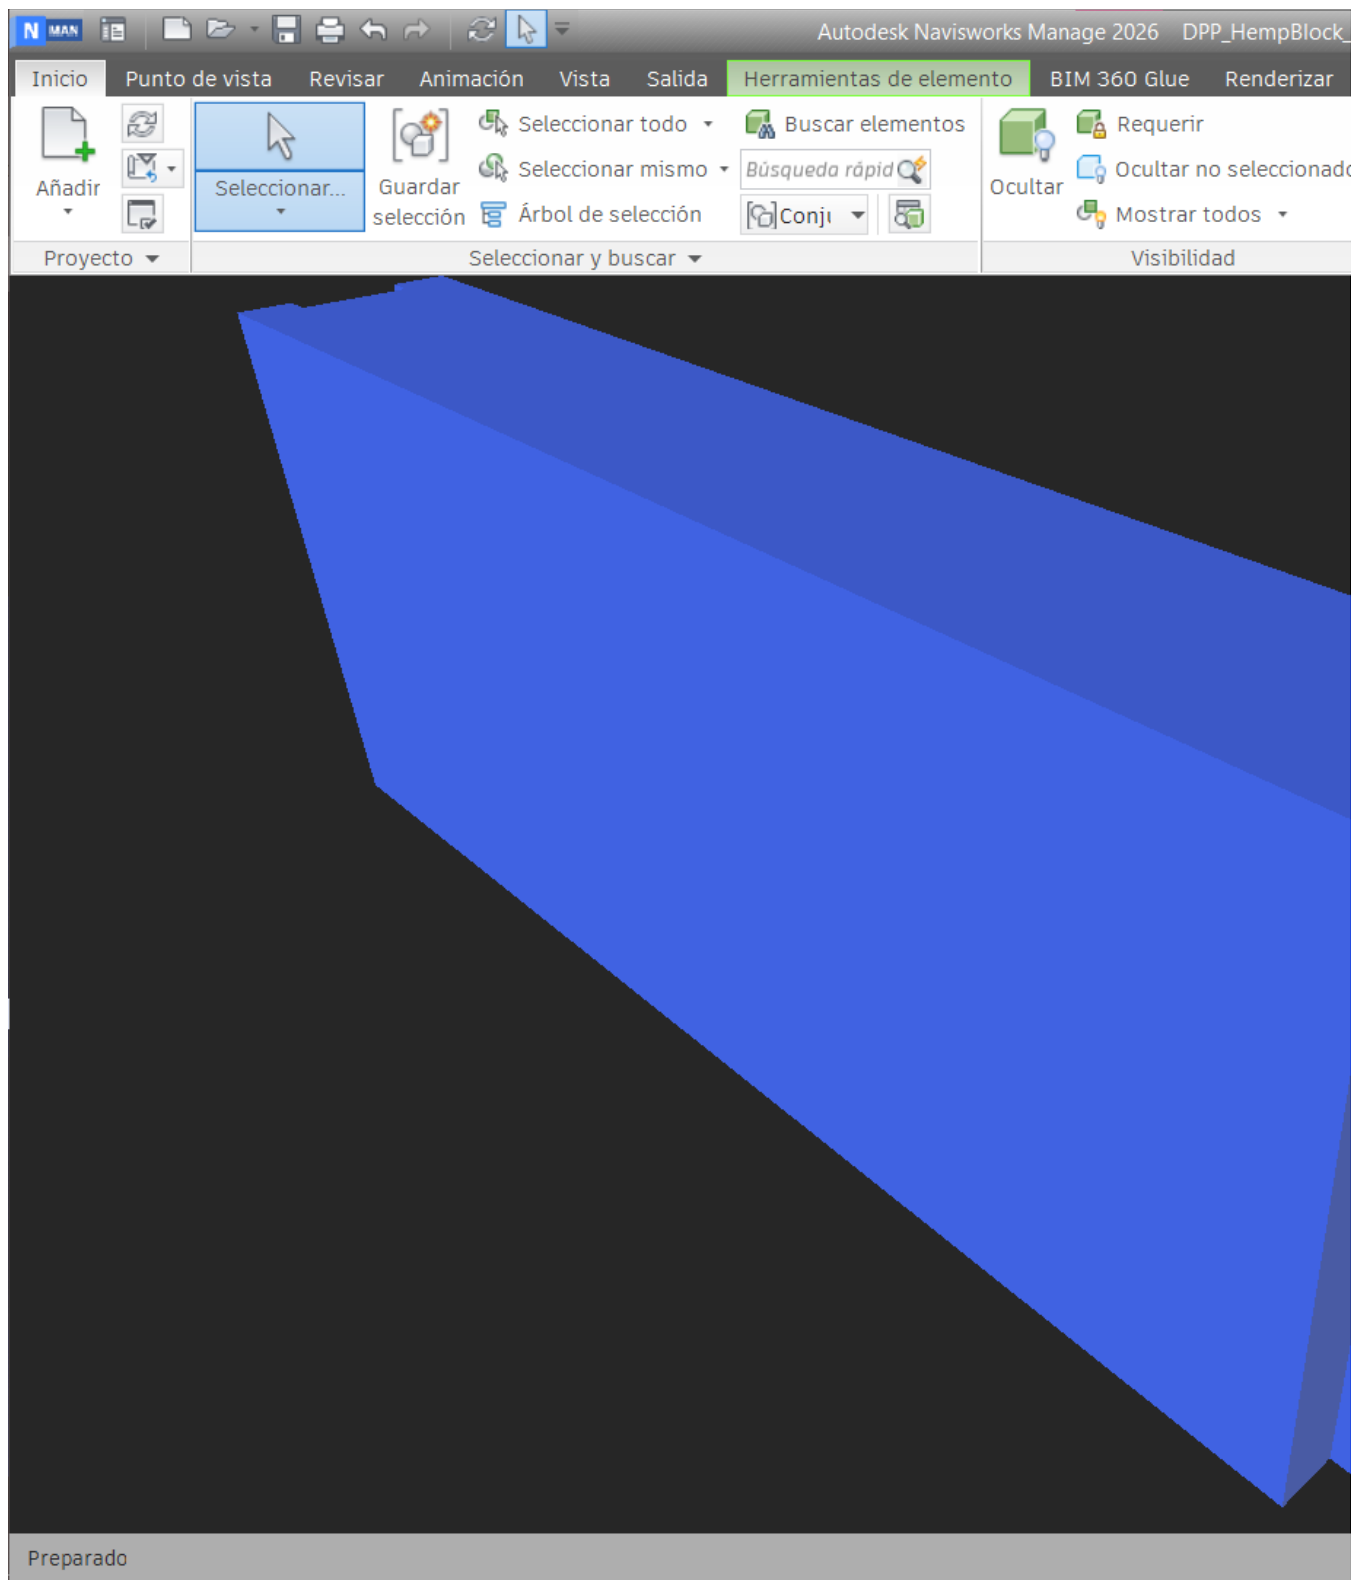 N MAN Autodesk Navisworks Manage 2026 DPP_HempBlock_
Inicio Punto de vista Revisar Animación Vista Salida Herramientas de elemento BIM 360 Glue Renderizar
Añadir
Seleccionar...
Guardar
selección
Seleccionar todo
Seleccionar mismo
Árbol de selección
Buscar elementos
Búsqueda rápid
Conju
Ocultar
Requerir
Ocultar no seleccionado
Mostrar todos
Proyecto Seleccionar y buscar Visibilidad
Preparado